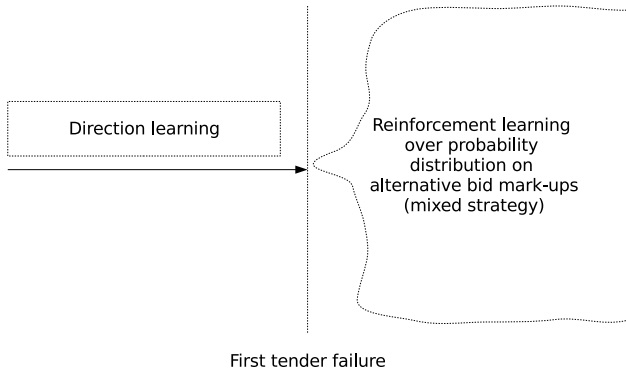 Direction learning
Reinforcement learning
over probability
distribution on
alternative bid mark-ups
(mixed strategy)
First tender failure